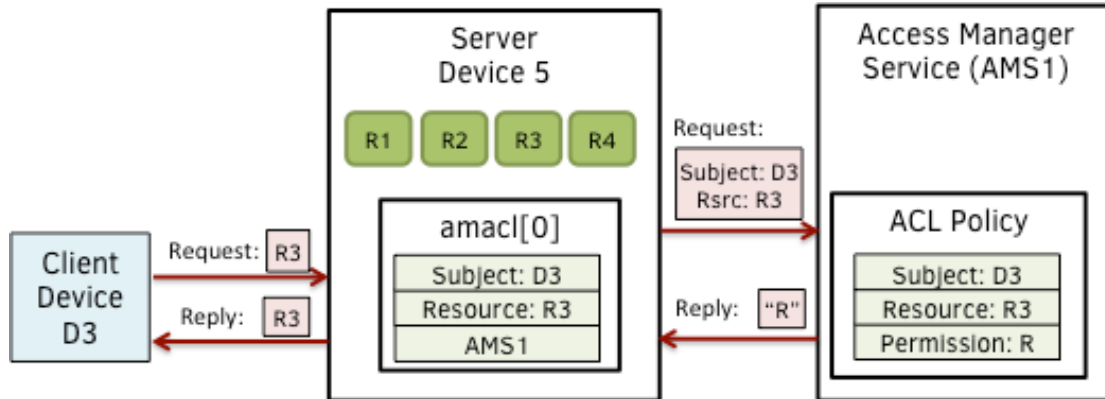 Server
Device 5
R1 R2 R3 R4
amacl[0]
Subject: D3
Resource: R3
AMS1
Client
Device
D3
Request: R3
Reply: R3
Request:
Subject: D3
Rsrc: R3
Reply: “R”
Access Manager
Service (AMS1)
ACL Policy
Subject: D3
Resource: R3
Permission: R